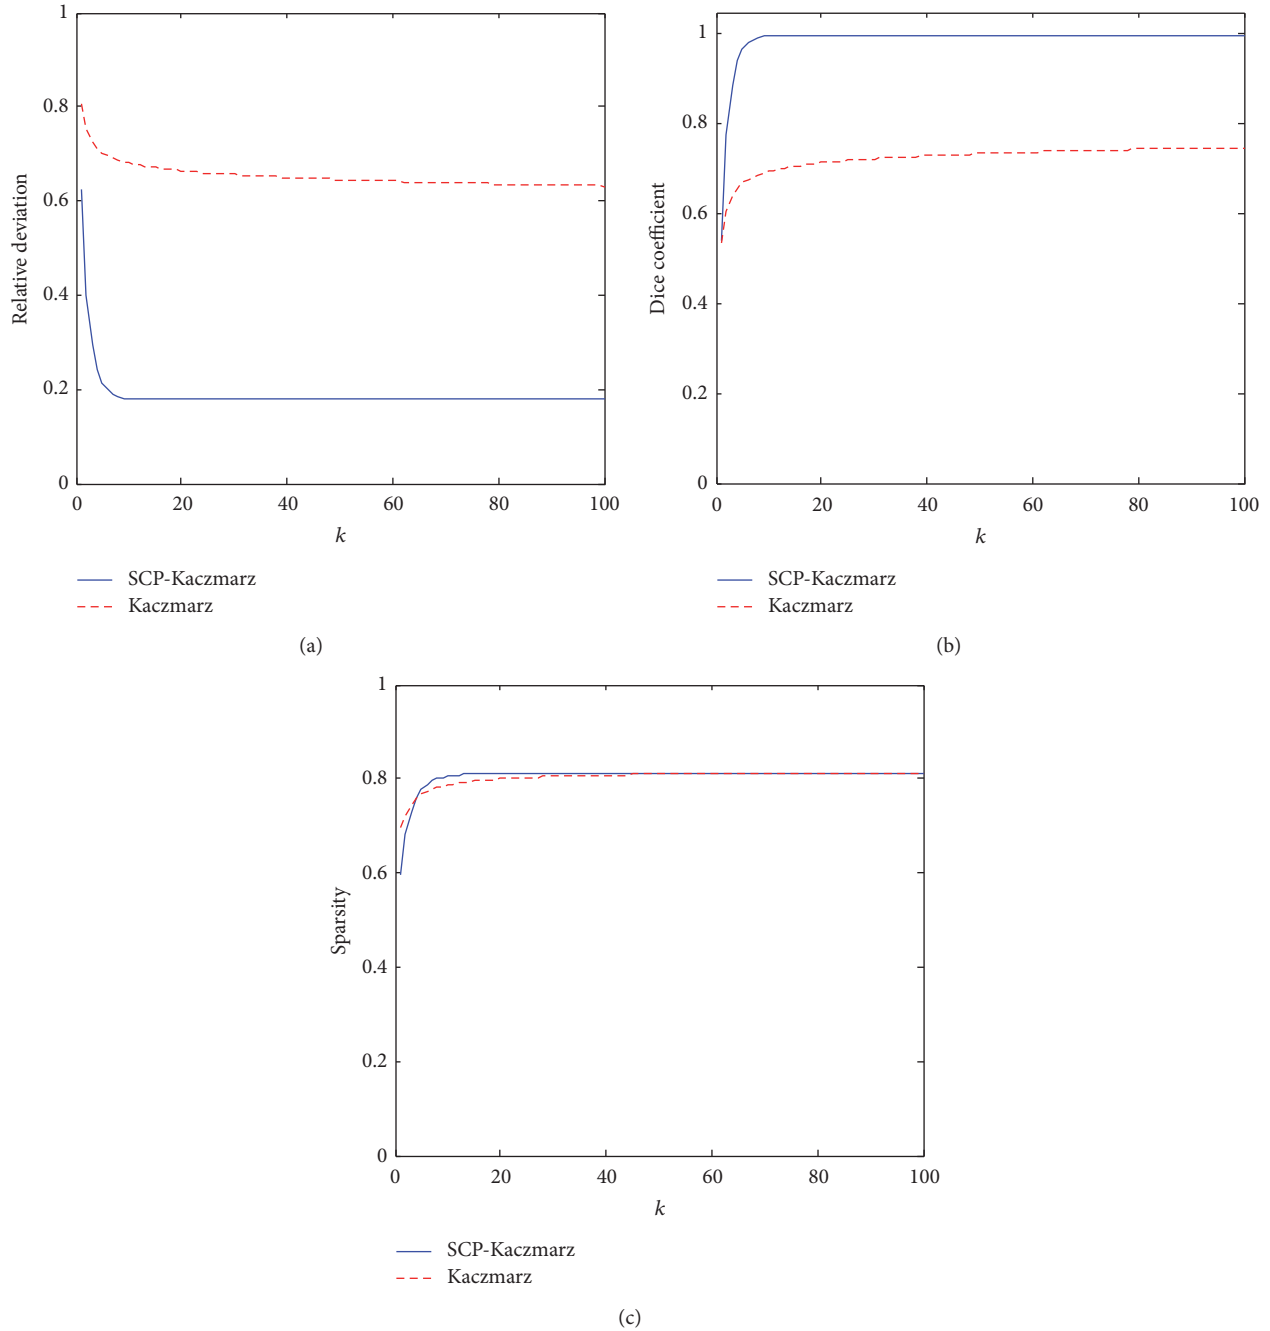 1
0.8
0.6
0.4
0.2
0
Relative deviation
0 20 40 60 80 100
k
SCP-Kaczmarz
Kaczmarz
(a)
1
0.8
0.6
0.4
0.2
0
Dice coefficient
0 20 40 60 80 100
k
SCP-Kaczmarz
Kaczmarz
(b)
1
0.8
0.6
0.4
0.2
0
Sparsity
0 20 40 60 80 100
k
SCP-Kaczmarz
Kaczmarz
(c)